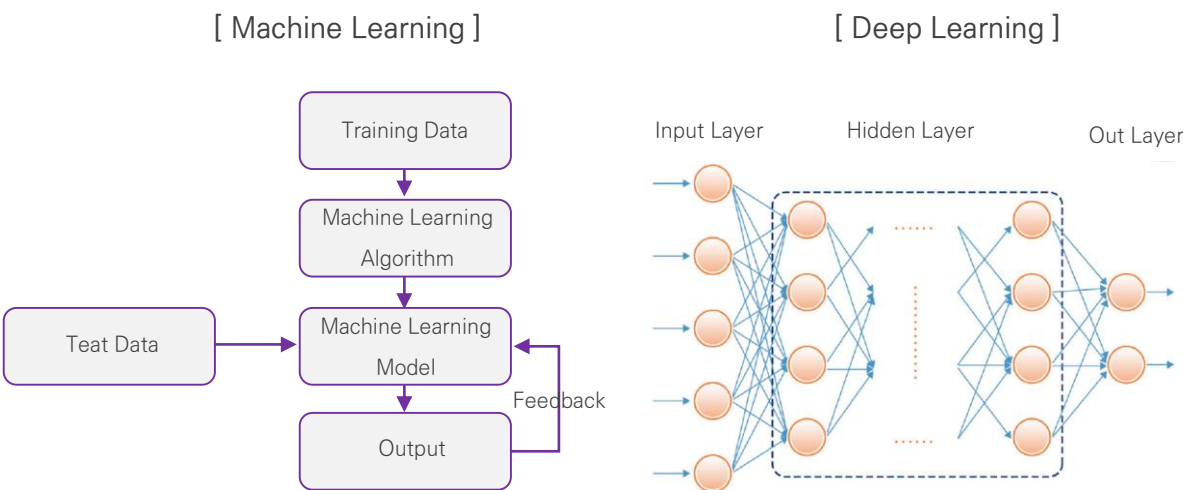 [ Machine Learning ]
Training Data
Machine Learning
Algorithm
Machine Learning
Model
Teat Data
Feedback
Output
[ Deep Learning ]
Input Layer
Hidden Layer
Out Layer